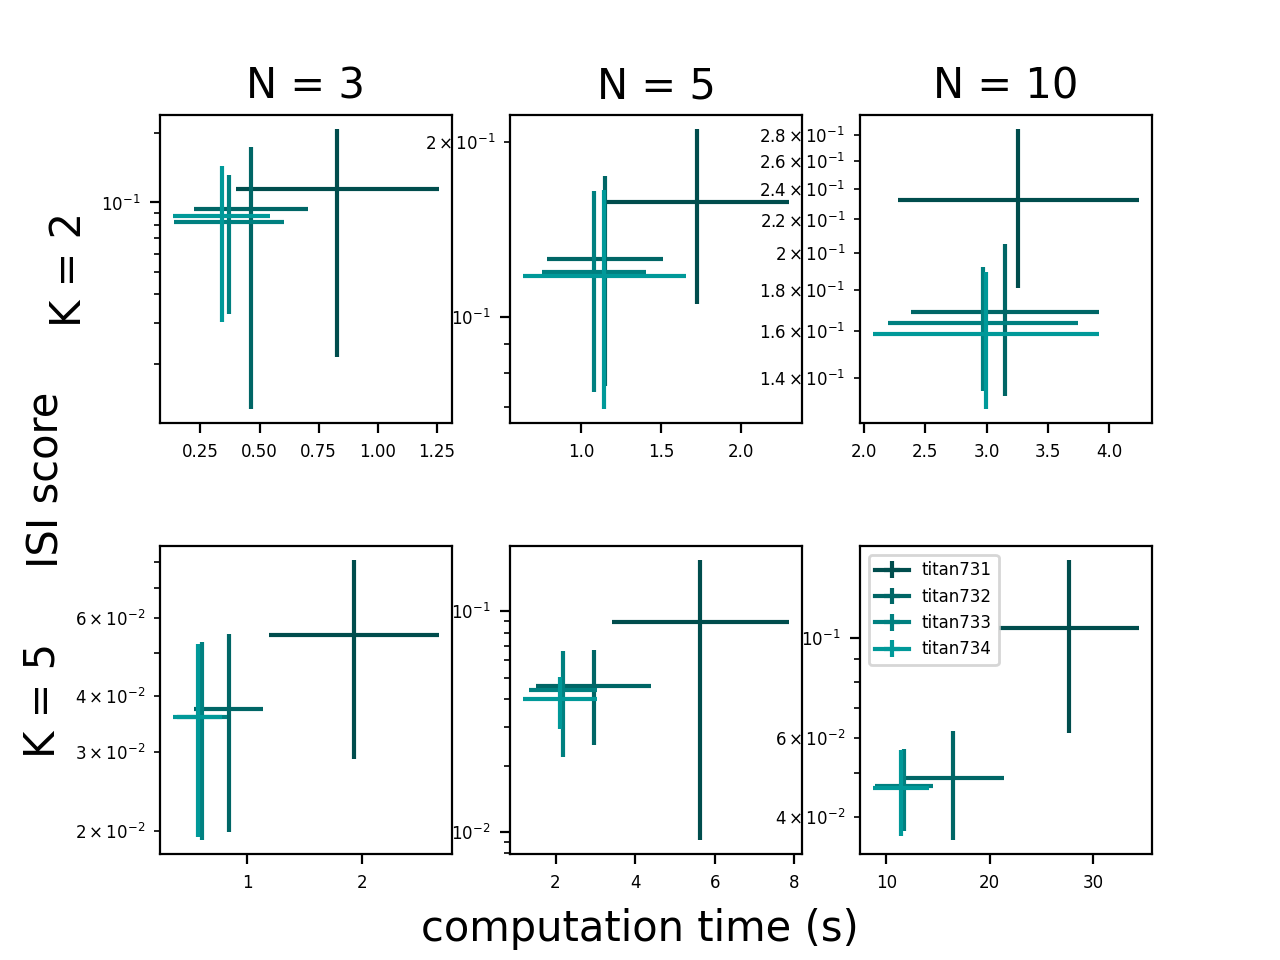 N = 3 N = 5 N = 10
K = 2
10⁻¹
0.25 0.50 0.75 1.00 1.25
2 × 10⁻¹
10⁻¹
1.0 1.5 2.0
2.8 × 10⁻¹
2.6 × 10⁻¹
2.4 × 10⁻¹
2.2 × 10⁻¹
2 × 10⁻¹
1.8 × 10⁻¹
1.6 × 10⁻¹
1.4 × 10⁻¹
2.0 2.5 3.0 3.5 4.0
ISI score
K = 5
6 × 10⁻²
4 × 10⁻²
3 × 10⁻²
2 × 10⁻²
1 2
10⁻¹
10⁻²
2 4 6 8
10⁻¹
6 × 10⁻²
4 × 10⁻²
10 20 30
titan731
titan732
titan733
titan734
computation time (s)